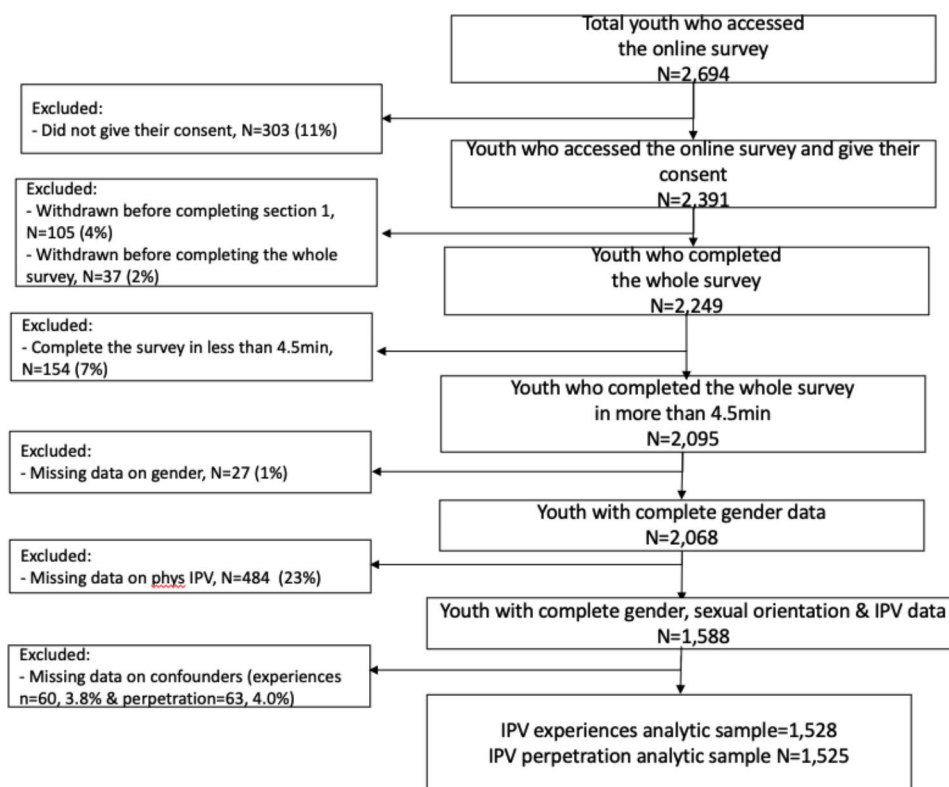 Total youth who accessed
the online survey
N=2,694
Excluded:
- Did not give their consent, N=303 (11%)
Youth who accessed the online survey and give their
consent
N=2,391
Excluded:
- Withdrawn before completing section 1,
N=105 (4%)
- Withdrawn before completing the whole
survey, N=37 (2%)
Youth who completed
the whole survey
N=2,249
Excluded:
- Complete the survey in less than 4.5min,
N=154 (7%)
Youth who completed the whole survey
in more than 4.5min
N=2,095
Excluded:
- Missing data on gender, N=27 (1%)
Youth with complete gender data
N=2,068
Excluded:
- Missing data on phys IPV, N=484 (23%)
Youth with complete gender, sexual orientation & IPV data
N=1,588
Excluded:
- Missing data on confounders (experiences
n=60, 3.8% & perpetration=63, 4.0%)
IPV experiences analytic sample=1,528
IPV perpetration analytic sample N=1,525